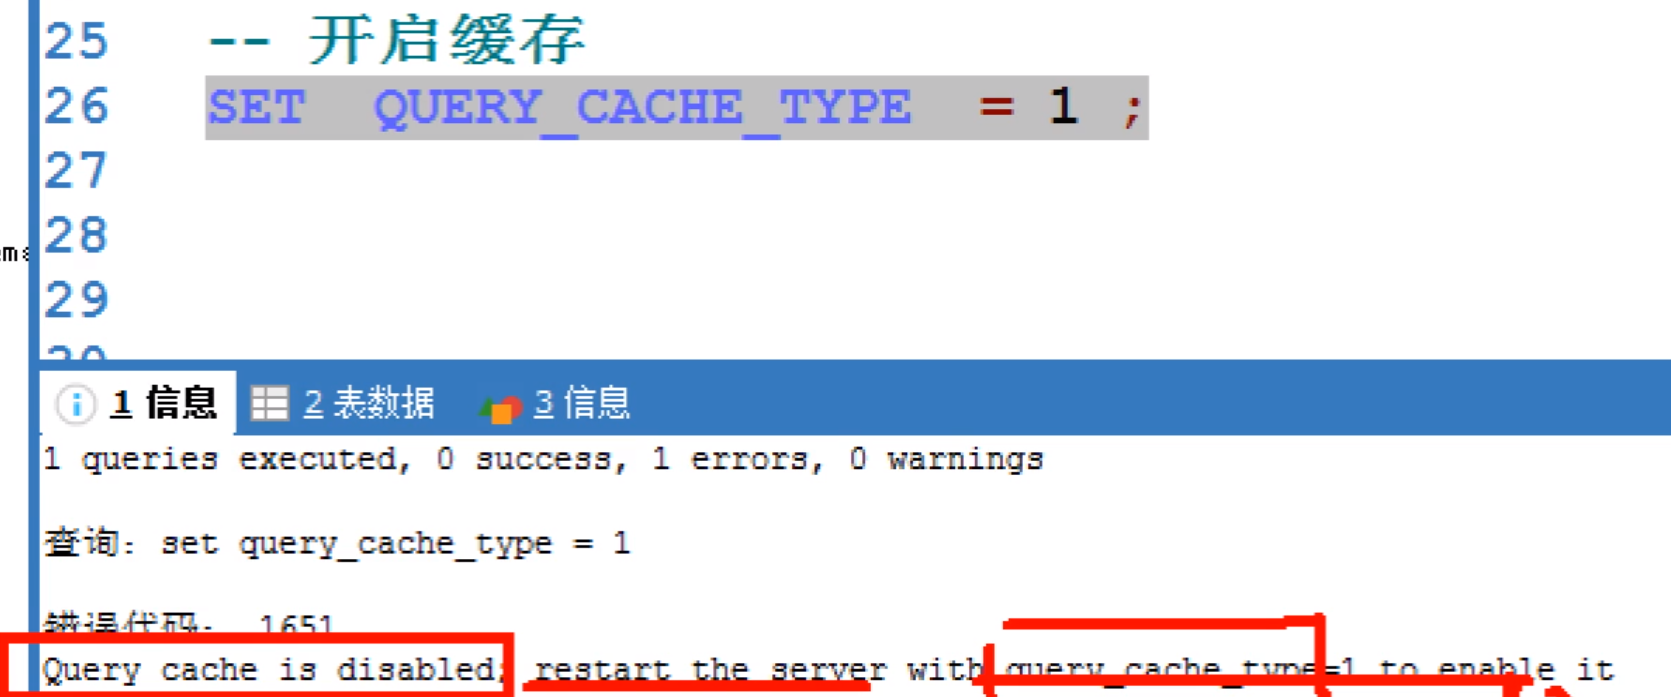 25 -- 开启缓存
26 SET QUERY_CACHE_TYPE = 1 ;
27
28
29
30
1 信息 2 表数据 3 信息
1 queries executed, 0 success, 1 errors, 0 warnings
查询: set query_cache_type = 1
错误代码: 1651
Query cache is disabled; restart the server with query_cache_type=1 to enable it